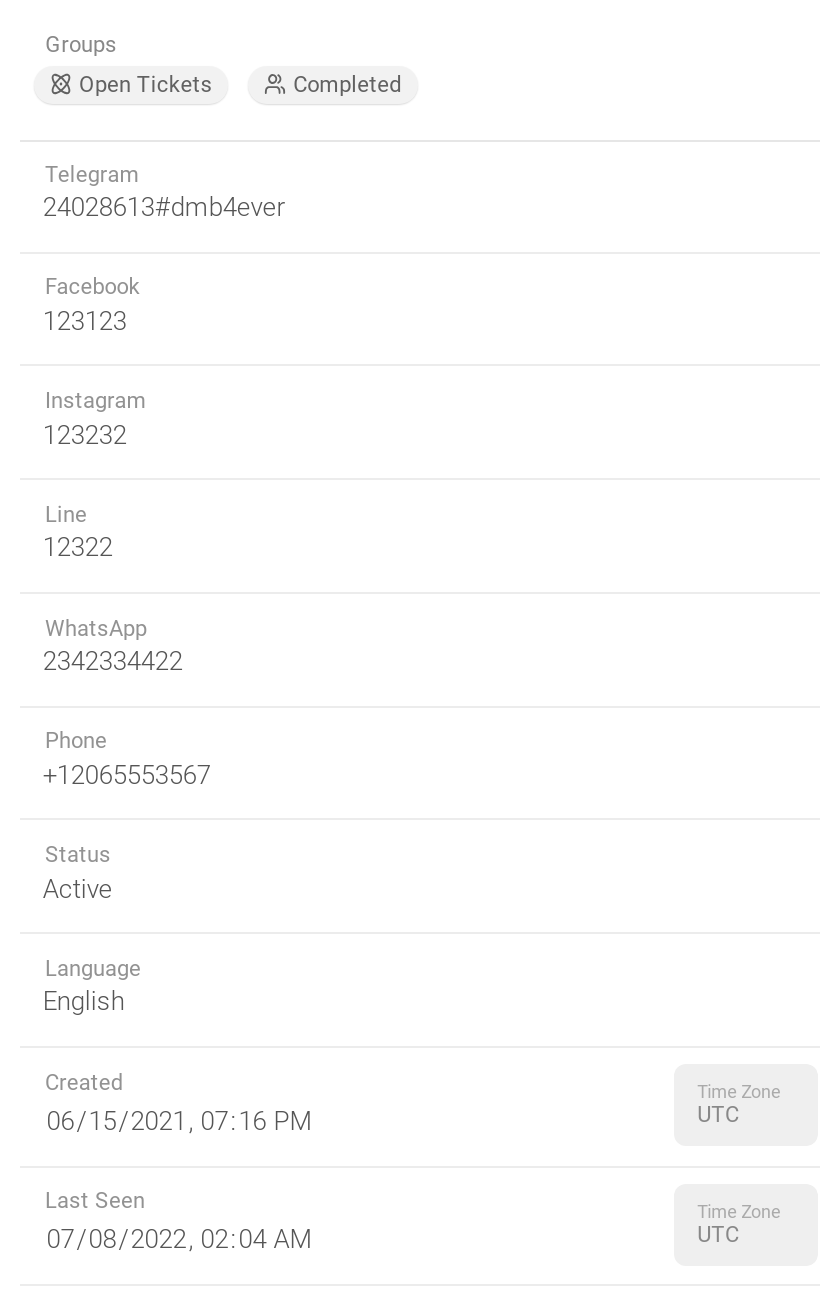 Groups
Open Tickets Completed
Telegram
24028613#dmb4ever
Facebook
123123
Instagram
123232
Line
12322
WhatsApp
2342334422
Phone
+12065553567
Status
Active
Language
English
Created
06/15/2021, 07:16 PM
Time Zone
UTC
Last Seen
07/08/2022, 02:04 AM
Time Zone
UTC